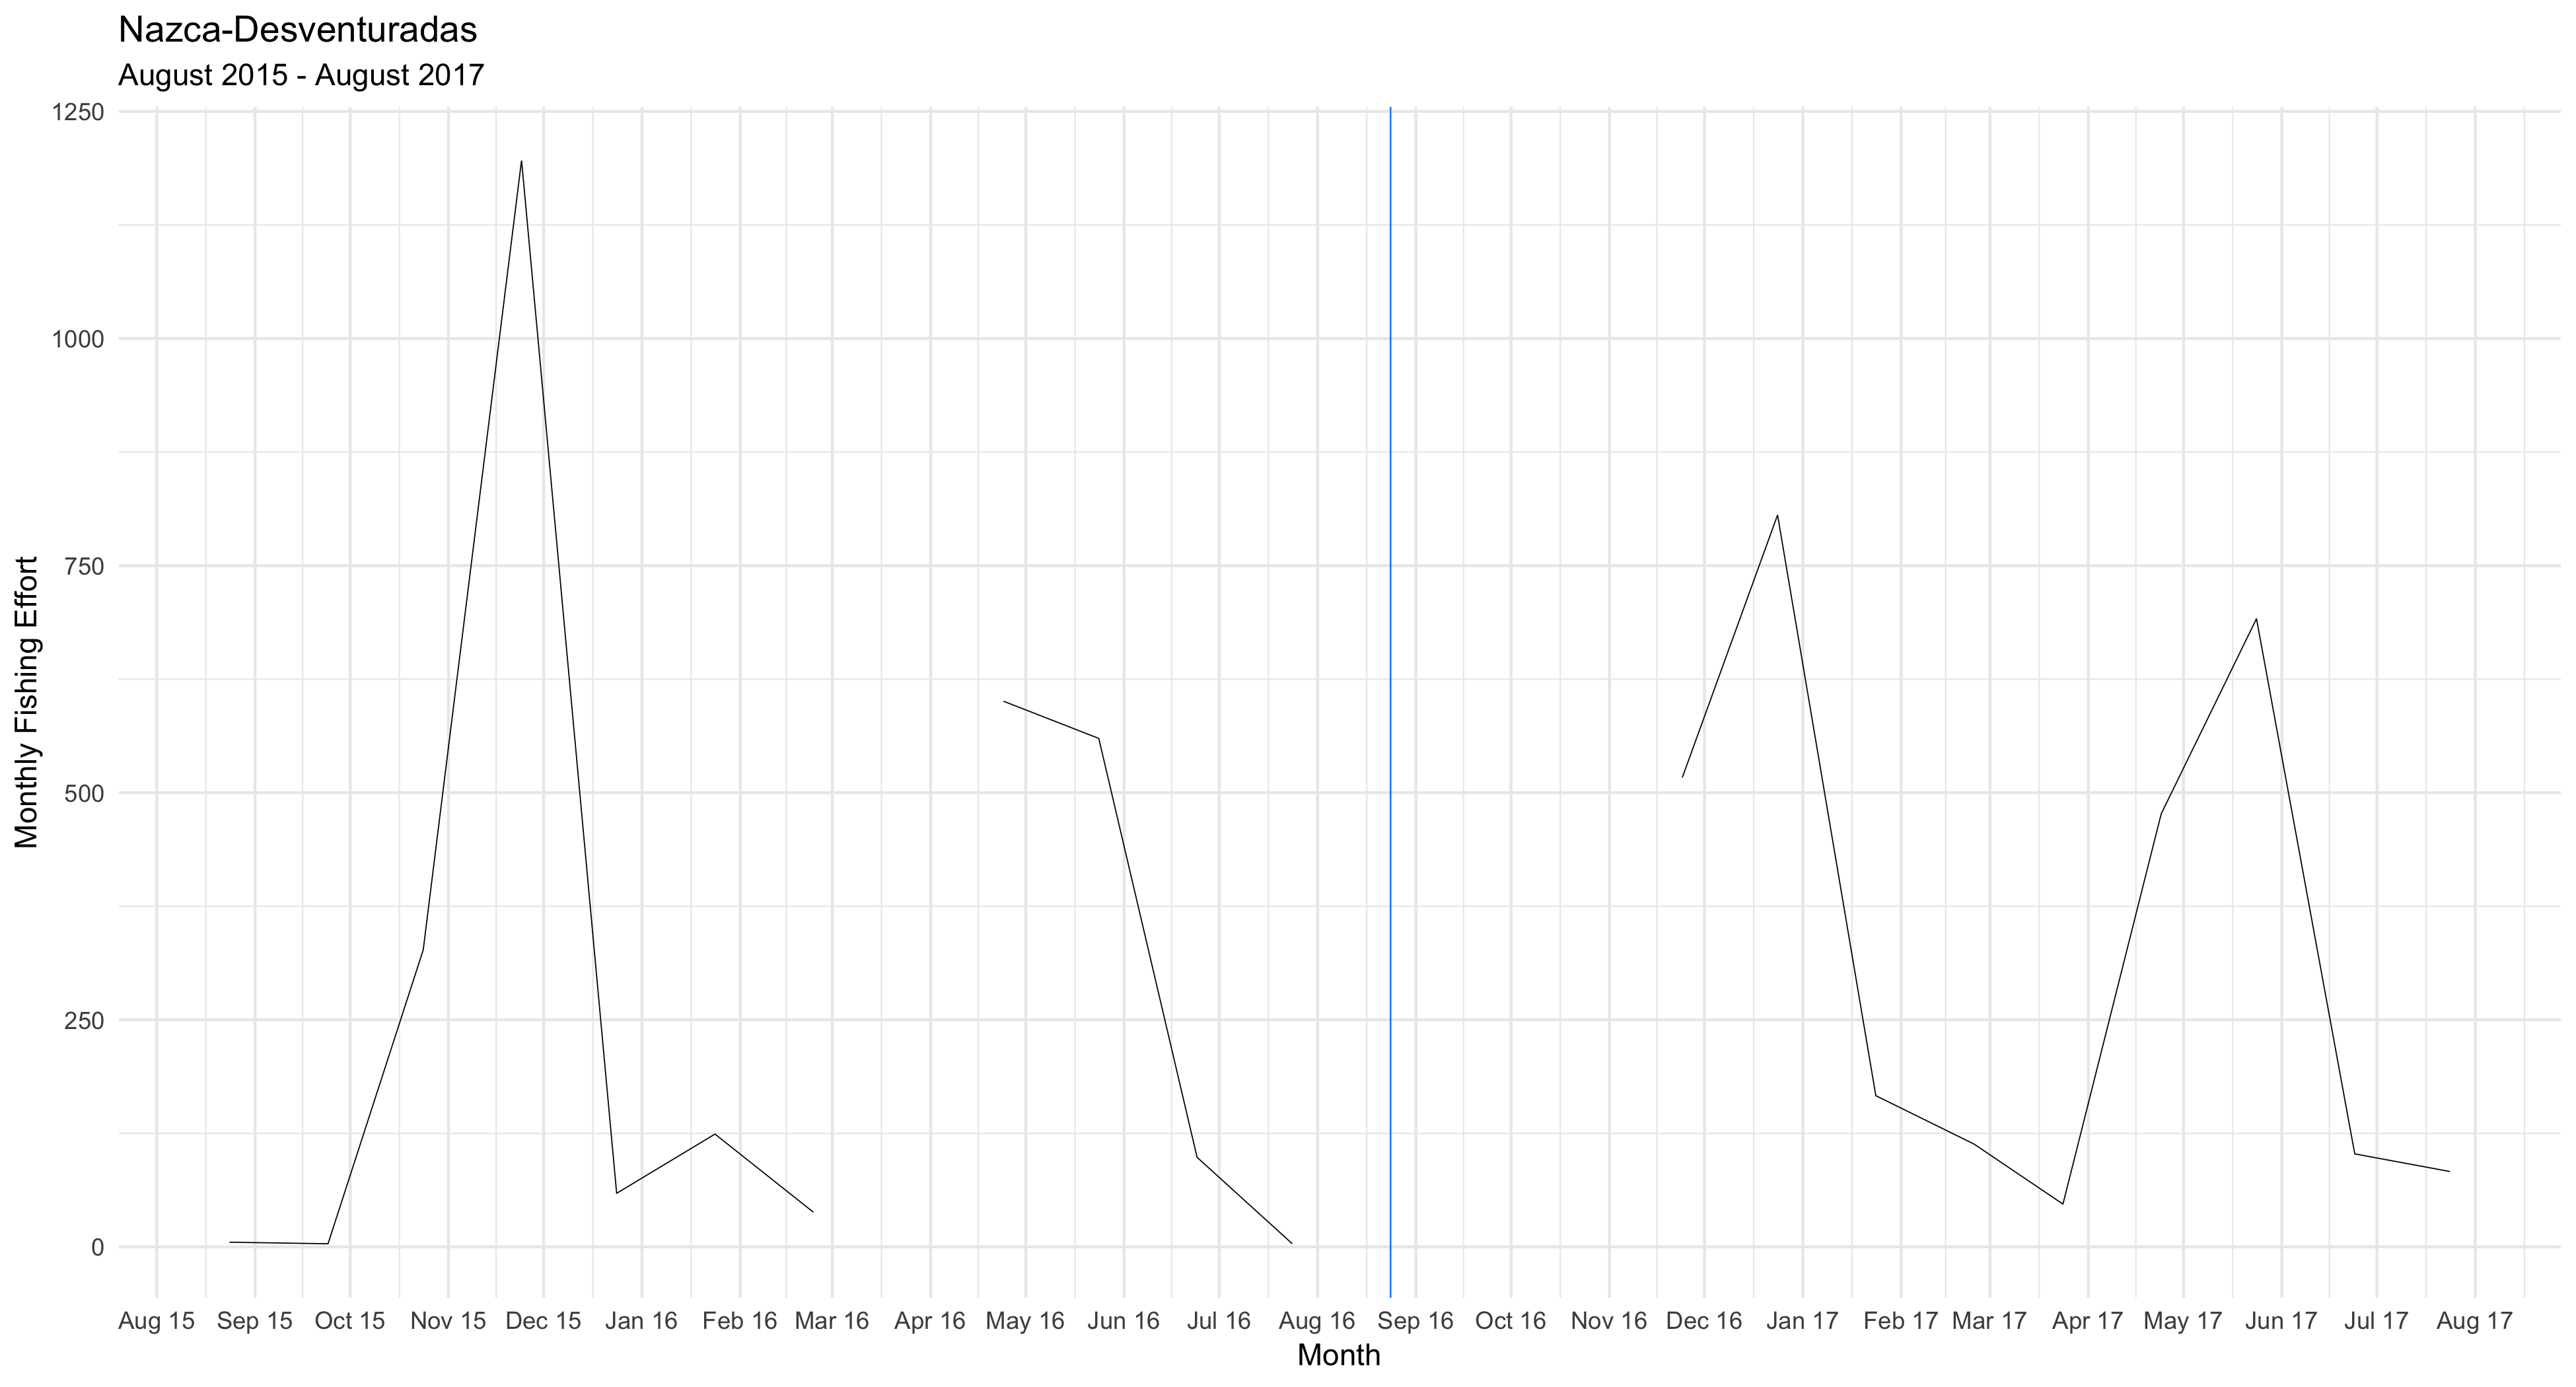 Nazca-Desventuradas
August 2015 - August 2017
1250
1000
750
500
250
0
Monthly Fishing Effort
Aug 15 Sep 15 Oct 15 Nov 15 Dec 15 Jan 16 Feb 16 Mar 16 Apr 16 May 16 Jun 16 Jul 16 Aug 16 Sep 16 Oct 16 Nov 16 Dec 16 Jan 17 Feb 17 Mar 17 Apr 17 May 17 Jun 17 Jul 17 Aug 17
Month